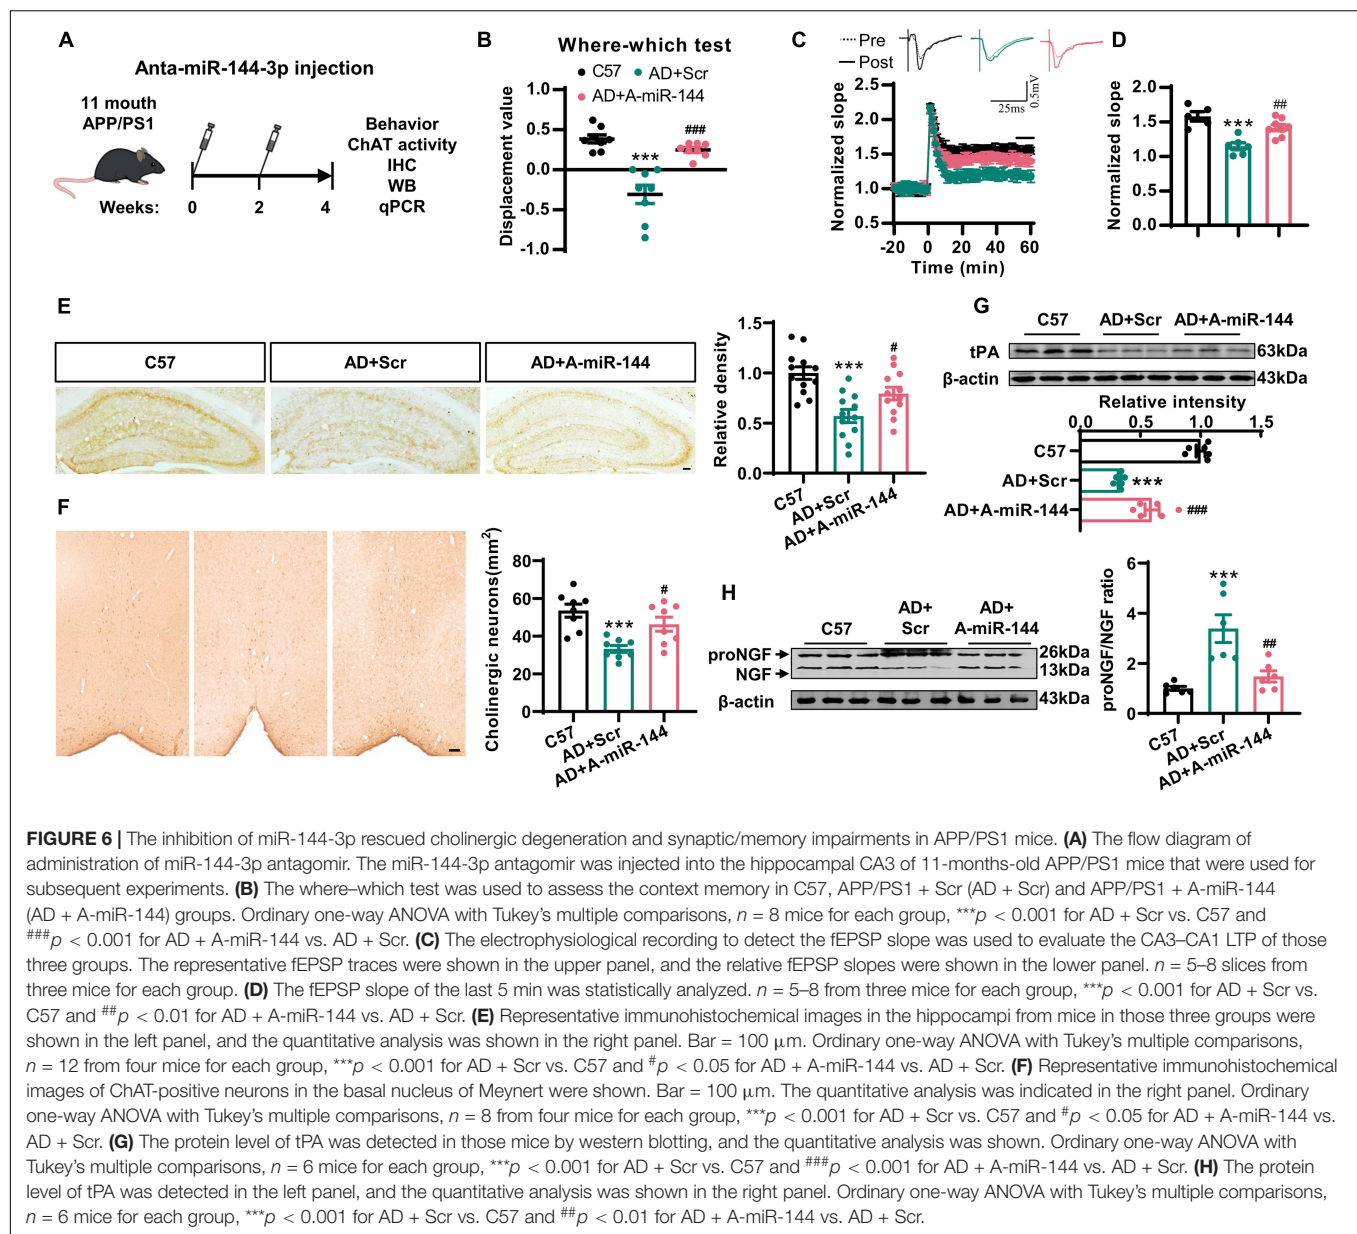 A
Anta-miR-144-3p injection
11 mouth
APP/PS1
Behavior
ChAT activity
IHC
WB
qPCR
Weeks: 0 2 4
B
Where-which test
C57 AD+Scr
AD+A-miR-144
Displacement value
1.0
0.5
0.0
-0.5
-1.0
***
###
C
Pre
Post
25ms
0.5mV
Normalized slope
2.5
2.0
1.5
1.0
0.5
-20 0 20 40 60
Time (min)
D
Normalized slope
2.0
1.5
1.0
0.5
0.0
***
##
E
C57 AD+Scr AD+A-miR-144
Relative density
1.5
1.0
0.5
0.0
***
#
C57
AD+Scr
AD+A-miR-144
F
Cholinergic neurons(mm²)
80
60
40
20
0
***
#
C57
AD+Scr
AD+A-miR-144
G
C57 AD+Scr AD+A-miR-144
tPA 63kDa
β-actin 43kDa
Relative intensity
0.0 0.5 1.0 1.5
C57
AD+Scr ***
AD+A-miR-144 ###
H
C57 AD+ Scr AD+ A-miR-144
proNGF 26kDa
NGF 13kDa
β-actin 43kDa
proNGF/NGF ratio
6
4
2
0
***
##
C57
AD+Scr
AD+A-miR-144
FIGURE 6 | The inhibition of miR-144-3p rescued cholinergic degeneration and synaptic/memory impairments in APP/PS1 mice. (A) The flow diagram of
administration of miR-144-3p antagomir. The miR-144-3p antagomir was injected into the hippocampal CA3 of 11-months-old APP/PS1 mice that were used for
subsequent experiments. (B) The where–which test was used to assess the context memory in C57, APP/PS1 + Scr (AD + Scr) and APP/PS1 + A-miR-144
(AD + A-miR-144) groups. Ordinary one-way ANOVA with Tukey's multiple comparisons, n = 8 mice for each group, ***p < 0.001 for AD + Scr vs. C57 and
###p < 0.001 for AD + A-miR-144 vs. AD + Scr. (C) The electrophysiological recording to detect the fEPSP slope was used to evaluate the CA3–CA1 LTP of those
three groups. The representative fEPSP traces were shown in the upper panel, and the relative fEPSP slopes were shown in the lower panel. n = 5–8 slices from
three mice for each group. (D) The fEPSP slope of the last 5 min was statistically analyzed. n = 5–8 from three mice for each group, ***p < 0.001 for AD + Scr vs.
C57 and ##p < 0.01 for AD + A-miR-144 vs. AD + Scr. (E) Representative immunohistochemical images in the hippocampi from mice in those three groups were
shown in the left panel, and the quantitative analysis was shown in the right panel. Bar = 100 μm. Ordinary one-way ANOVA with Tukey's multiple comparisons,
n = 12 from four mice for each group, ***p < 0.001 for AD + Scr vs. C57 and #p < 0.05 for AD + A-miR-144 vs. AD + Scr. (F) Representative immunohistochemical
images of ChAT-positive neurons in the basal nucleus of Meynert were shown. Bar = 100 μm. The quantitative analysis was indicated in the right panel. Ordinary
one-way ANOVA with Tukey's multiple comparisons, n = 8 from four mice for each group, ***p < 0.001 for AD + Scr vs. C57 and #p < 0.05 for AD + A-miR-144 vs.
AD + Scr. (G) The protein level of tPA was detected in those mice by western blotting, and the quantitative analysis was shown. Ordinary one-way ANOVA with
Tukey's multiple comparisons, n = 6 mice for each group, ***p < 0.001 for AD + Scr vs. C57 and ###p < 0.001 for AD + A-miR-144 vs. AD + Scr. (H) The protein
level of tPA was detected in the left panel, and the quantitative analysis was shown in the right panel. Ordinary one-way ANOVA with Tukey's multiple comparisons,
n = 6 mice for each group, ***p < 0.001 for AD + Scr vs. C57 and ##p < 0.01 for AD + A-miR-144 vs. AD + Scr.